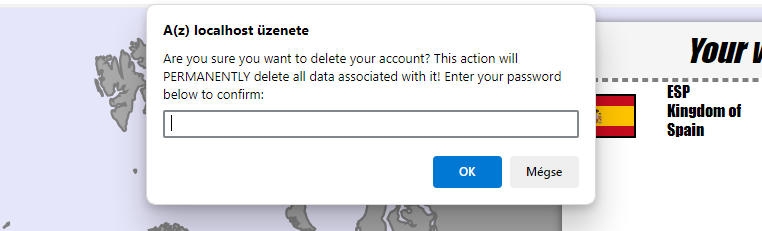 A(z) localhost üzenete
Are you sure you want to delete your account? This action will
PERMANENTLY delete all data associated with it! Enter your password
below to confirm:
OK
Mégse
Your
ESP
Kingdom of
Spain